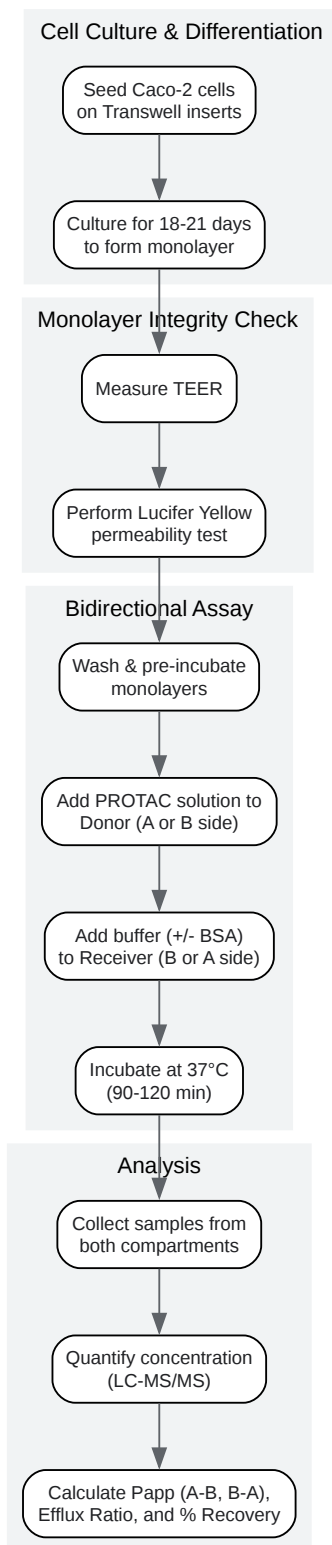 Cell Culture & Differentiation
Seed Caco-2 cells
on Transwell inserts
Culture for 18-21 days
to form monolayer
Monolayer Integrity Check
Measure TEER
Perform Lucifer Yellow
permeability test
Bidirectional Assay
Wash & pre-incubate
monolayers
Add PROTAC solution to
Donor (A or B side)
Add buffer (+/- BSA)
to Receiver (B or A side)
Incubate at 37°C
(90-120 min)
Analysis
Collect samples from
both compartments
Quantify concentration
(LC-MS/MS)
Calculate Papp (A-B, B-A),
Efflux Ratio, and % Recovery